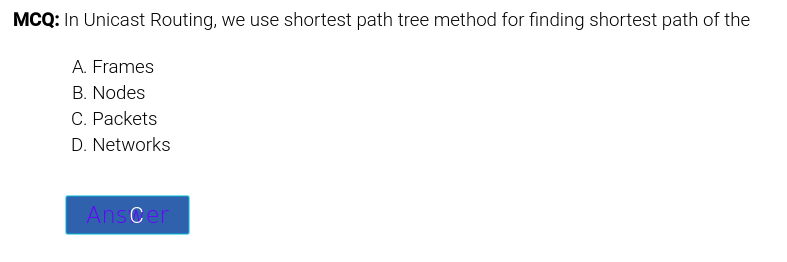 MCQ: In Unicast Routing, we use shortest path tree method for finding shortest path of the
A. Frames
B. Nodes
C. Packets
D. Networks
Answer C